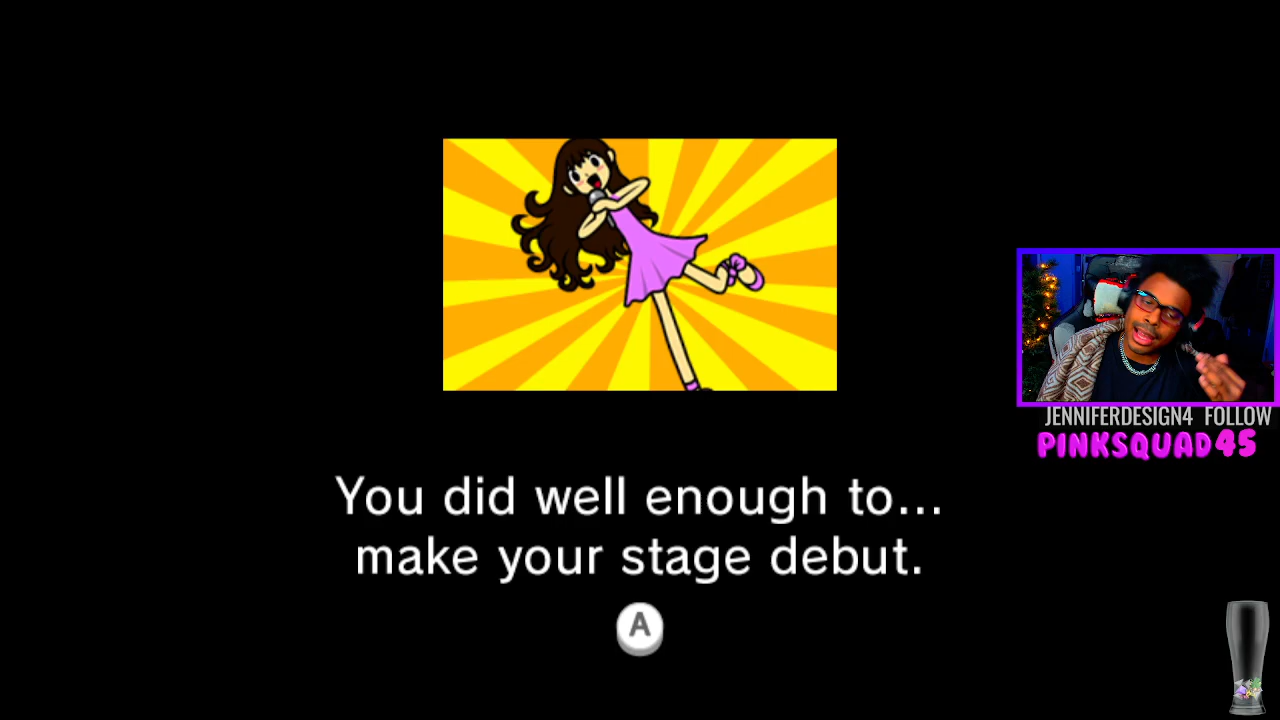 You did well enough to...
make your stage debut.
A
JENNIFERDESIGN4 FOLLOW
PINKSQUAD45